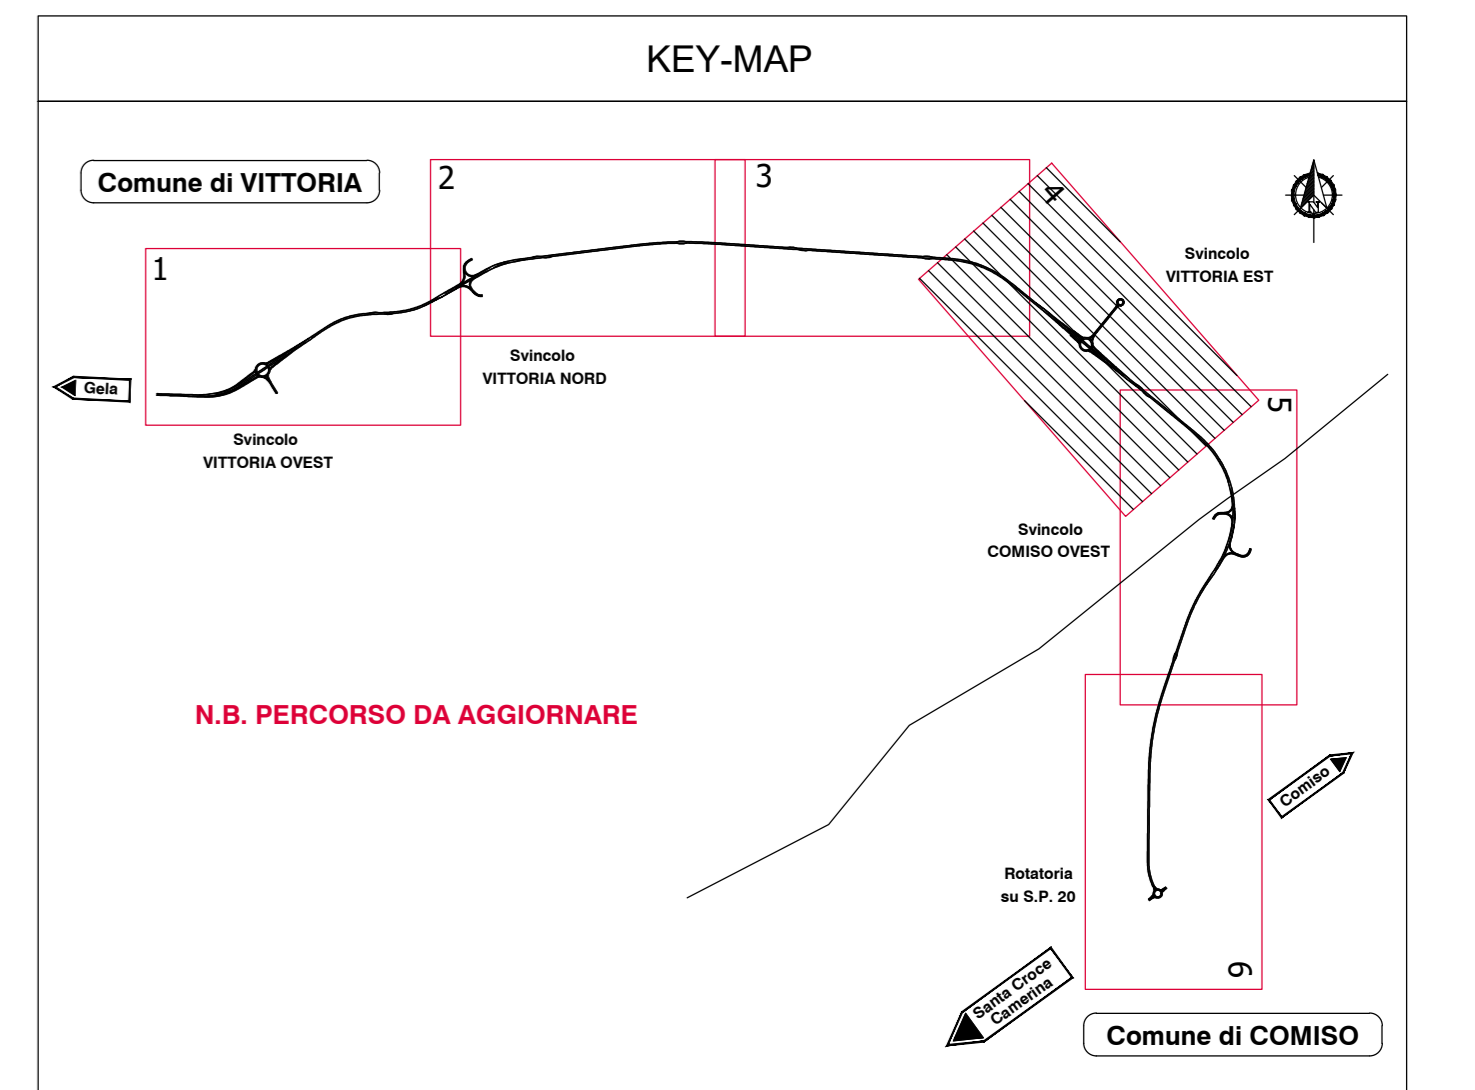 KEY-MAP
Comune di VITTORIA
2
3
4
N
Svincolo
VITTORIA EST
1
Svincolo
VITTORIA NORD
Gela
5
Svincolo
VITTORIA OVEST
Svincolo
COMISO OVEST
N.B. PERCORSO DA AGGIORNARE
Comiso
Rotatoria
su S.P. 20
6
Santa Croce
Camerina
Comune di COMISO